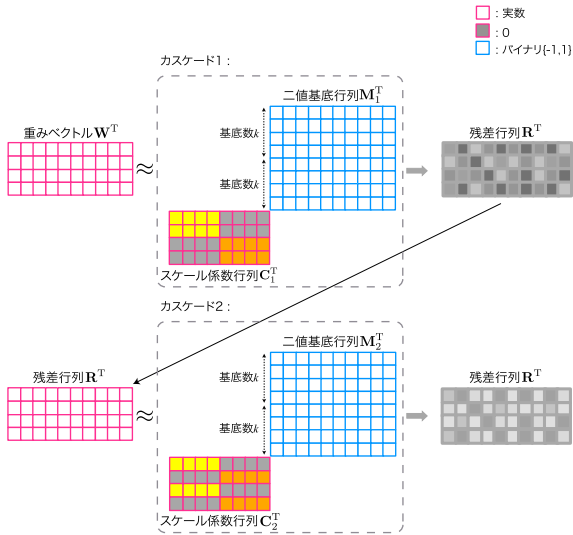 : 実数
: 0
: バイナリ{-1,1}
カスケード1 :
二値基底行列M₁ᵀ
重みベクトルWᵀ
≈
基底数k
基底数k
残差行列Rᵀ
スケール係数行列C₁ᵀ
カスケード2 :
二値基底行列M₂ᵀ
残差行列Rᵀ
≈
基底数k
基底数k
残差行列Rᵀ
スケール係数行列C₂ᵀ